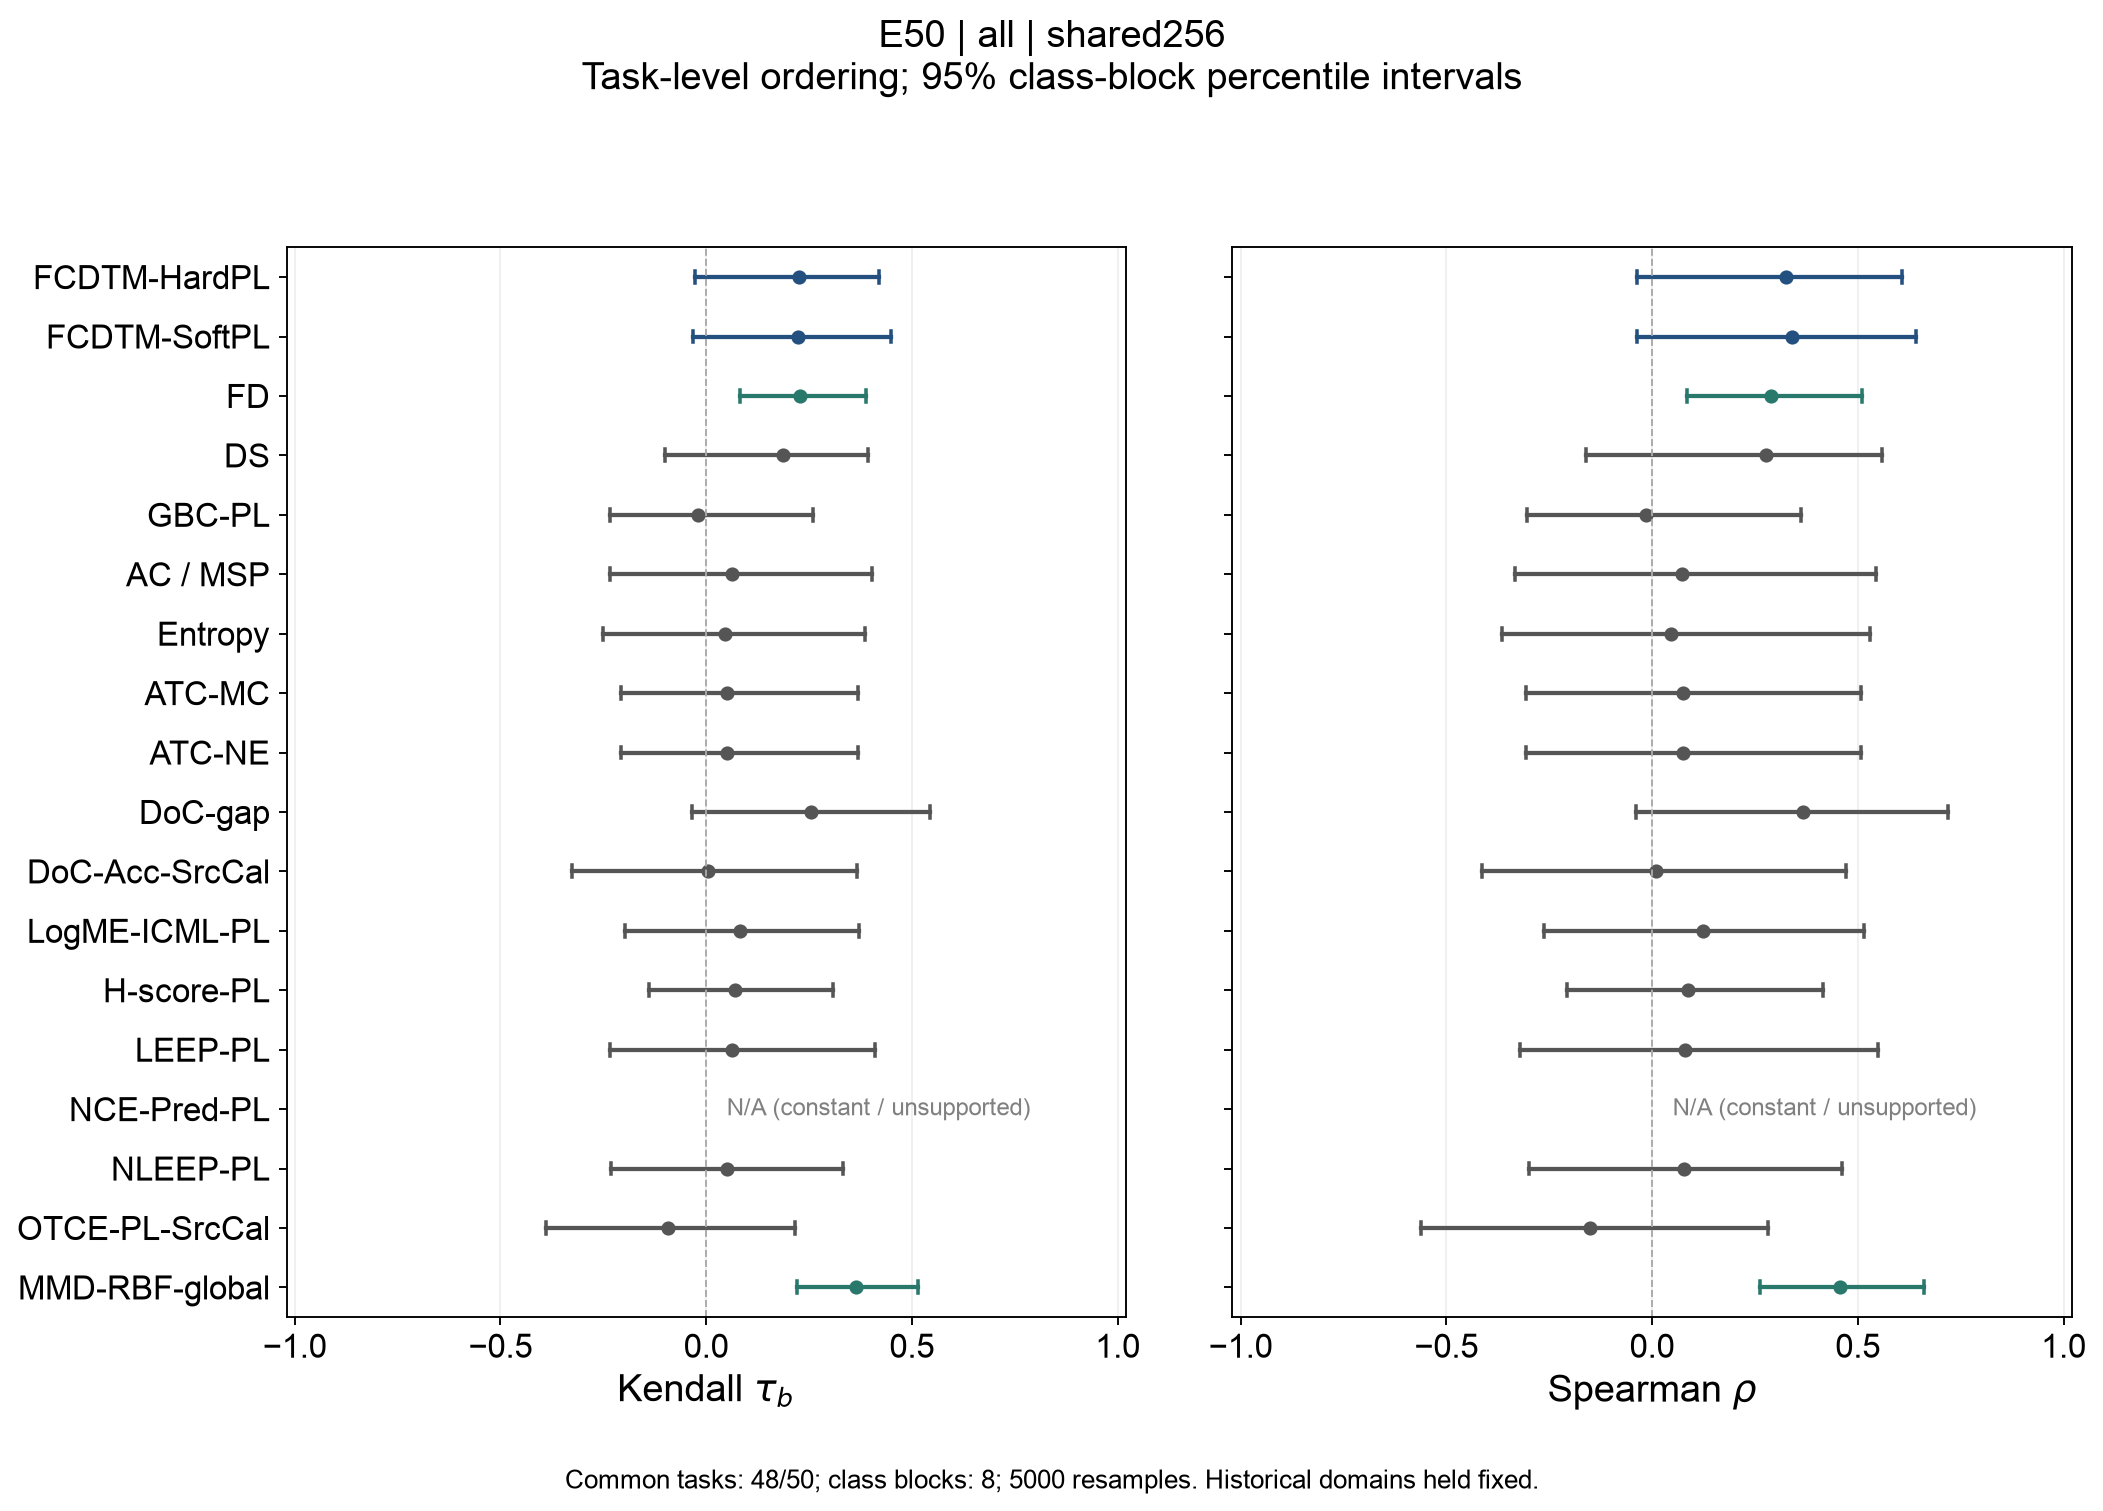 E50 | all | shared256
Task-level ordering; 95% class-block percentile intervals
FCDTM-HardPL
FCDTM-SoftPL
FD
DS
GBC-PL
AC / MSP
Entropy
ATC-MC
ATC-NE
DoC-gap
DoC-Acc-SrcCal
LogME-ICML-PL
H-score-PL
LEEP-PL
NCE-Pred-PL
NLEEP-PL
OTCE-PL-SrcCal
MMD-RBF-global
N/A (constant / unsupported)
−1.0 −0.5 0.0 0.5 1.0
Kendall τb
N/A (constant / unsupported)
−1.0 −0.5 0.0 0.5 1.0
Spearman ρ
Common tasks: 48/50; class blocks: 8; 5000 resamples. Historical domains held fixed.